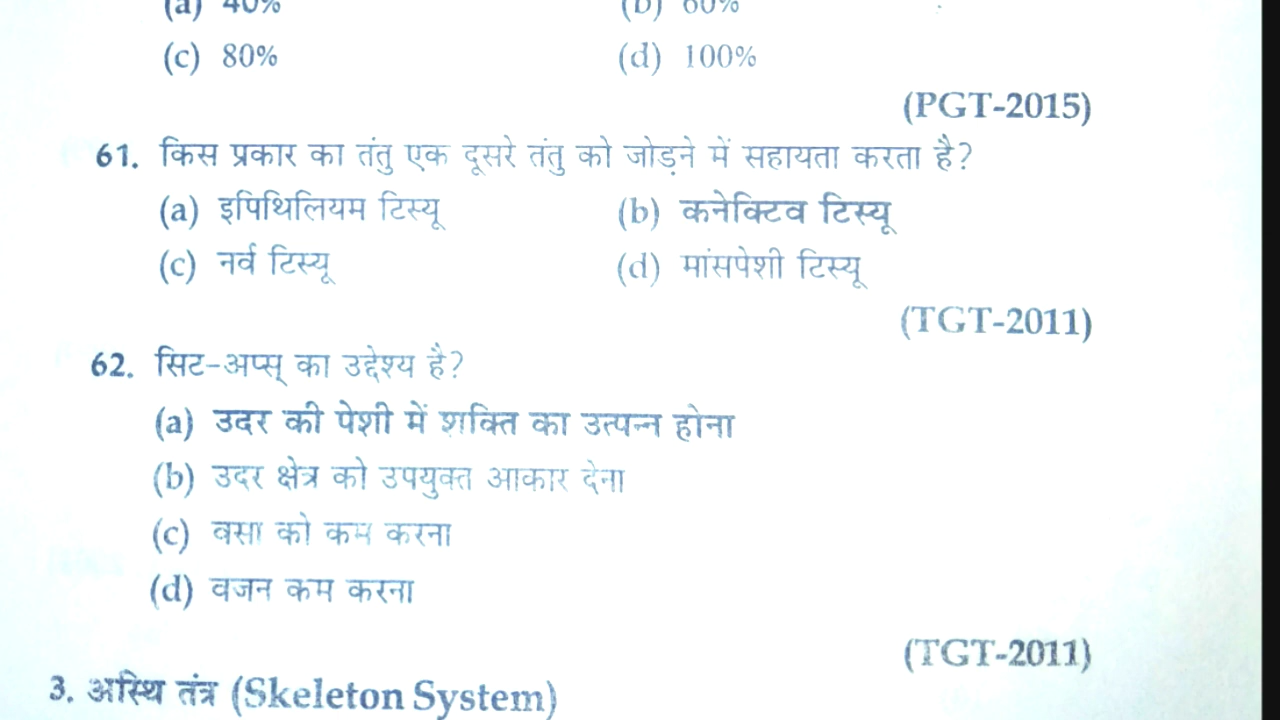 (a) 40% (b) 60%
(c) 80% (d) 100%
(PGT-2015)
61. किस प्रकार का तंतु एक दूसरे तंतु को जोड़ने में सहायता करता है?
(a) इपिथिलियम टिस्यू (b) कनेक्टिव टिस्यू
(c) नर्व टिस्यू (d) मांसपेशी टिस्यू
(TGT-2011)
62. सिट-अप्स् का उद्देश्य है?
(a) उदर की पेशी में शक्ति का उत्पन्न होना
(b) उदर क्षेत्र को उपयुक्त आकार देना
(c) वसा को कम करना
(d) वजन कम करना
(TGT-2011)
3. अस्थि तंत्र (Skeleton System)